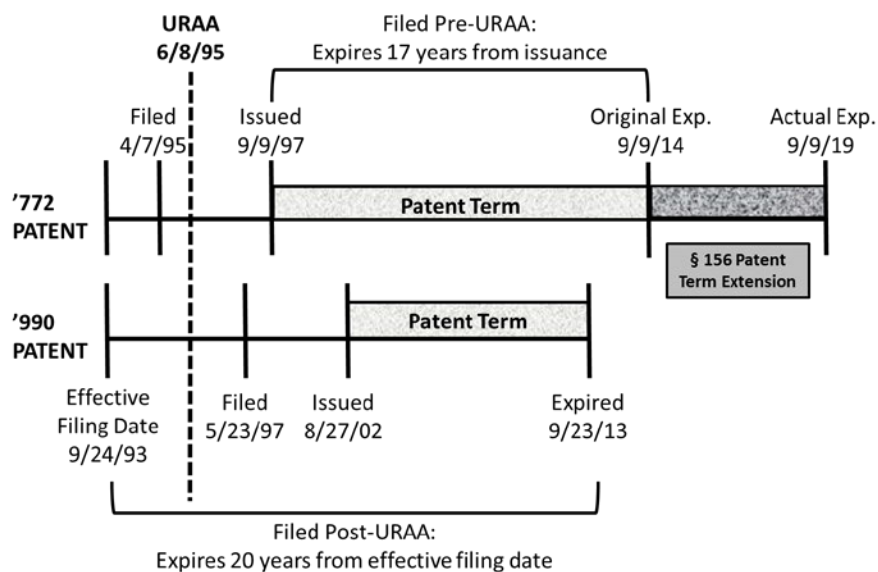 URAA
6/8/95
Filed Pre-URAA:
Expires 17 years from issuance
Filed
4/7/95
Issued
9/9/97
Original Exp.
9/9/14
Actual Exp.
9/9/19
'772
PATENT
Patent Term
§ 156 Patent
Term Extension
'990
PATENT
Patent Term
Effective
Filing Date
9/24/93
Filed
5/23/97
Issued
8/27/02
Expired
9/23/13
Filed Post-URAA:
Expires 20 years from effective filing date